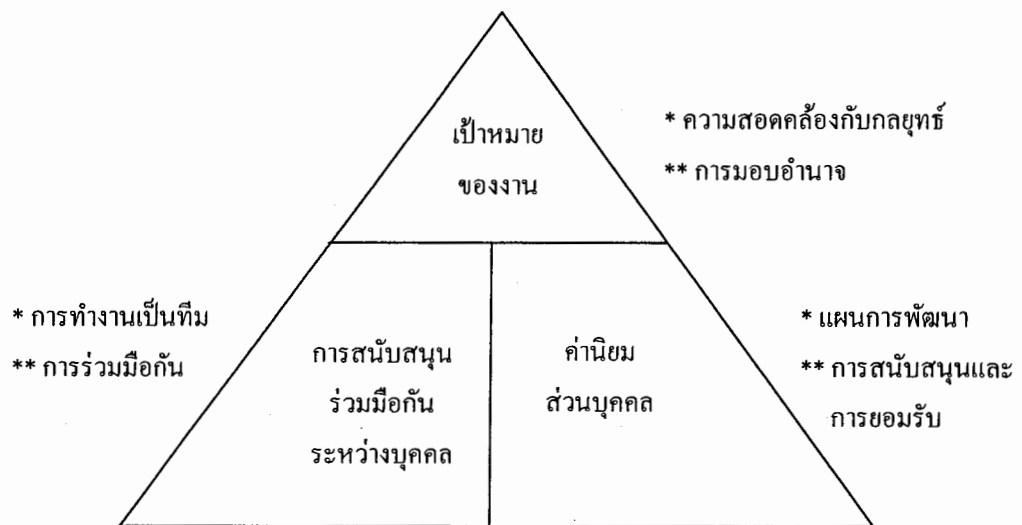 เป้าหมาย
ของงาน
* ความสอดคล้องกับกลยุทธ์
** การมอบอำนาจ
* การทำงานเป็นทีม
** การร่วมมือกัน
การสนับสนุน
ร่วมมือกัน
ระหว่างบุคคล
ค่านิยม
ส่วนบุคคล
* แผนการพัฒนา
** การสนับสนุนและ
การยอมรับ